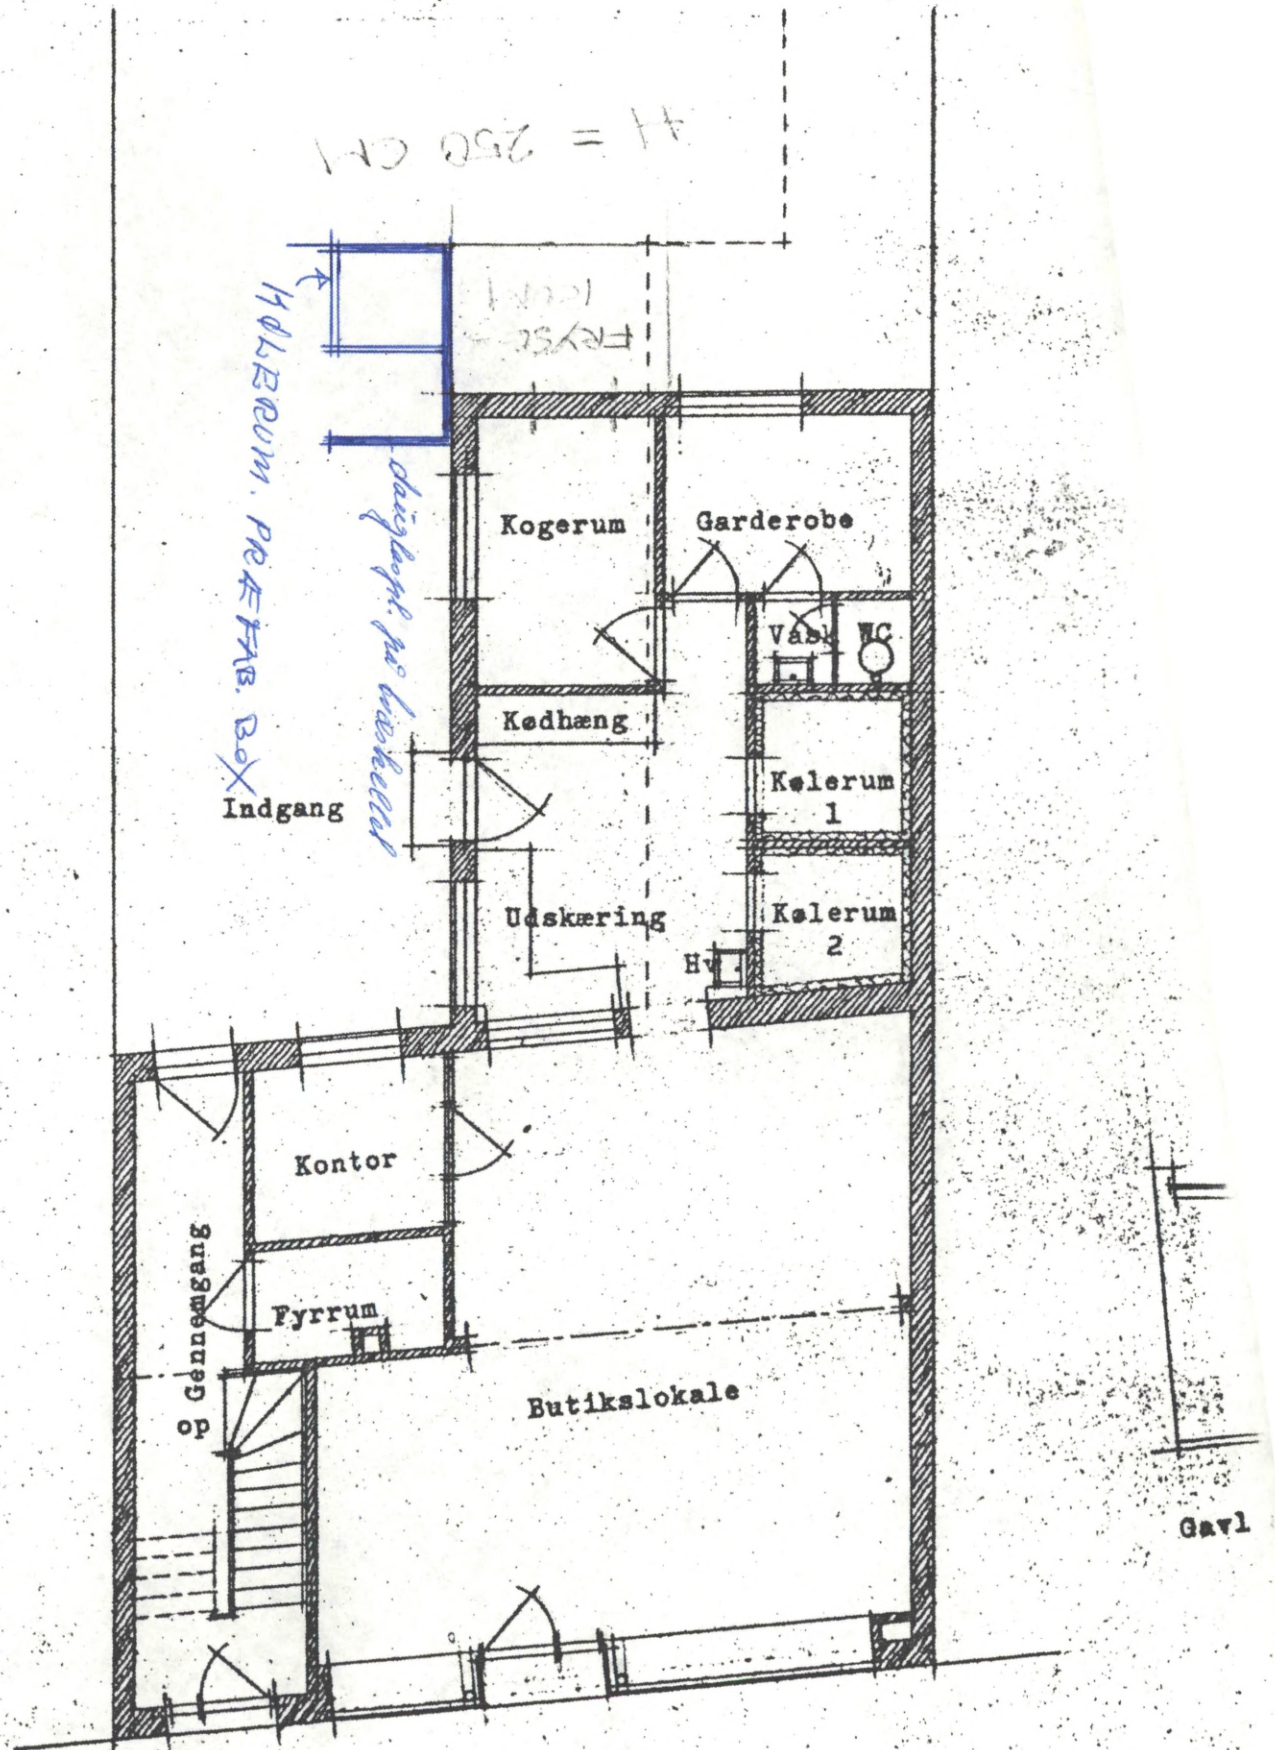 H = 250 CM
FRYSE-
KØLERUM. PRÆFAB. BOX
Kogerum
Garderobe
Vask
WC
Kødhæng
Kølerum
1
Indgang
Udskæring
Kølerum
2
Hv.
Kontor
Gennemgang
Fyrrum
op
Butikslokale
Gavl